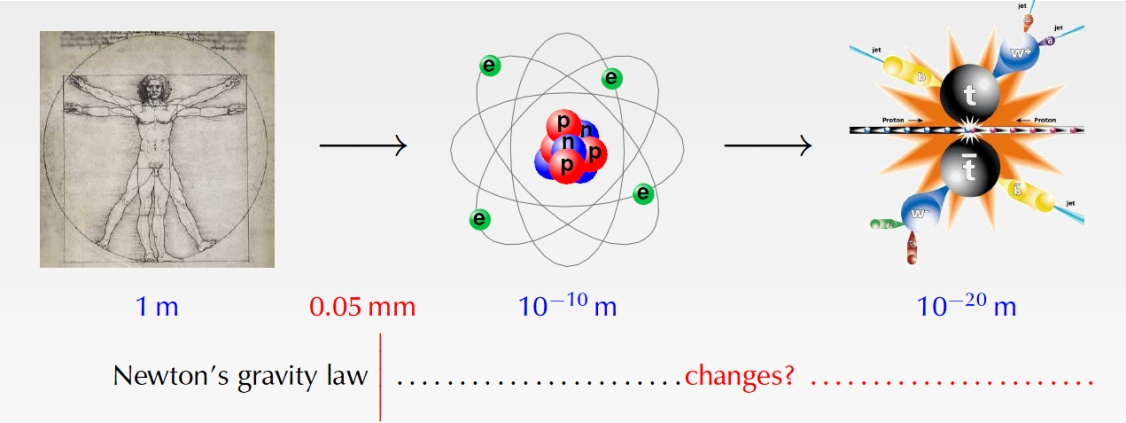 jet
jet
jet
e
e
b
w⁺
t
p
n
n
p
p
Proton
Proton
t̄
e
e
b̄
w⁻
jet
1 m
0.05 mm
10⁻¹⁰ m
10⁻²⁰ m
Newton's gravity law ......................changes? .......................